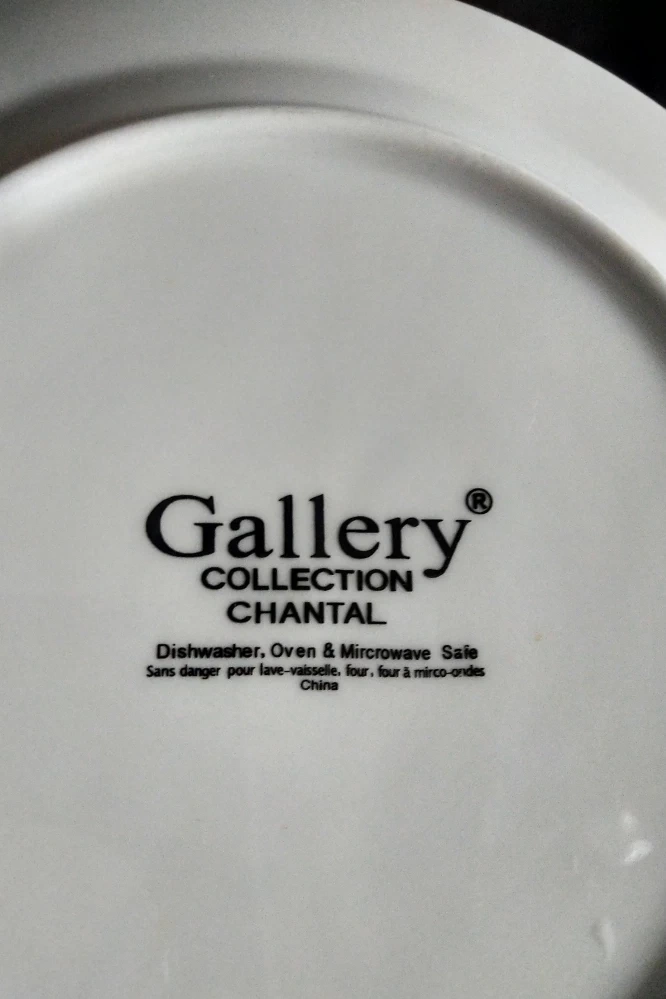 Gallery®
COLLECTION
CHANTAL
Dishwasher, Oven & Mircrowave Safe
Sans danger pour lave-vaisselle, four, four à mirco-ondes
China